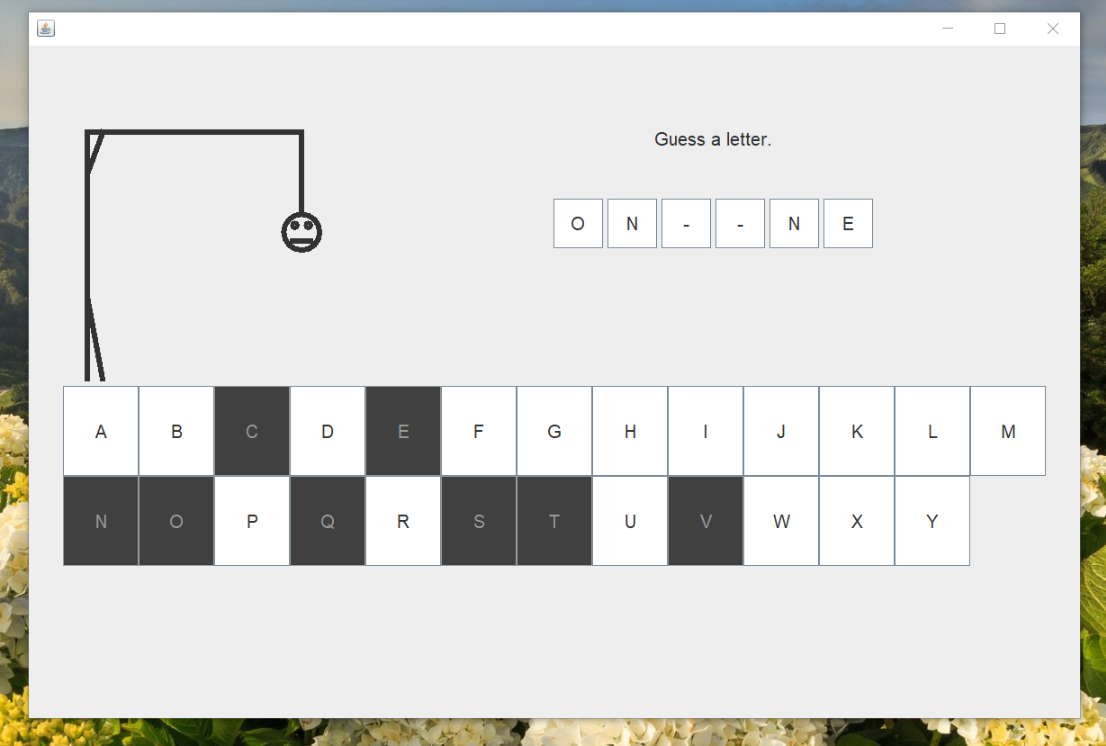 Guess a letter.
O N - - N E
A B C D E F G H I J K L M
N O P Q R S T U V W X Y